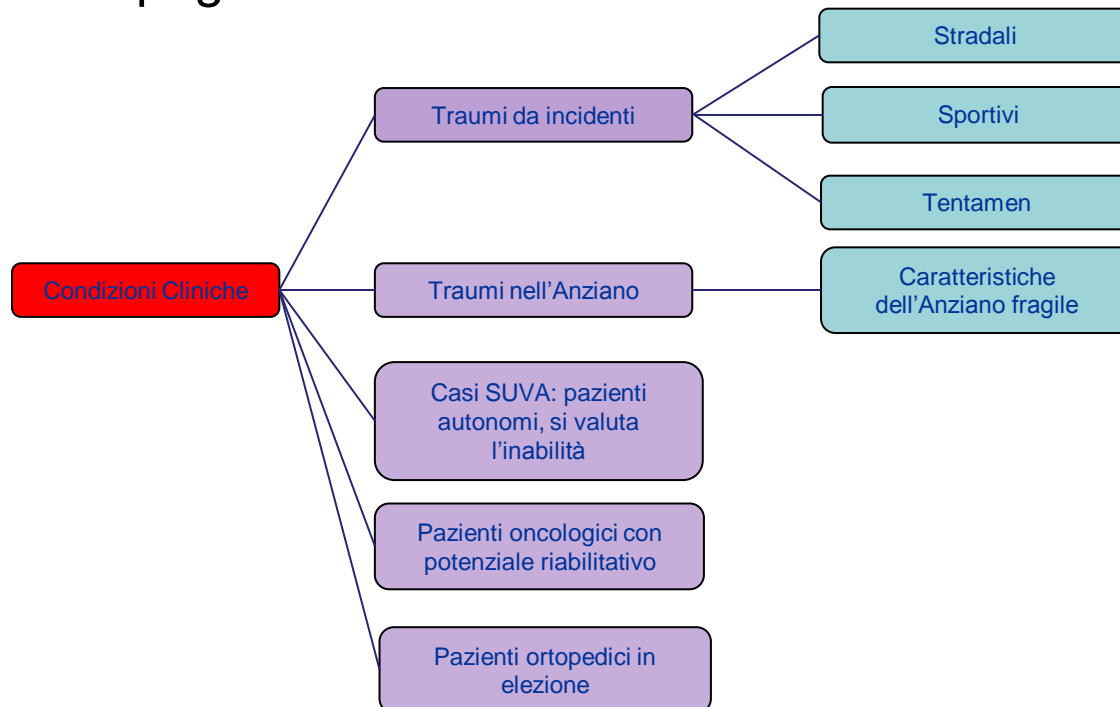 Condizioni Cliniche
Traumi da incidenti
Stradali
Sportivi
Tentamen
Traumi nell'Anziano
Caratteristiche
dell'Anziano fragile
Casi SUVA: pazienti
autonomi, si valuta
l'inabilità
Pazienti oncologici con
potenziale riabilitativo
Pazienti ortopedici in
elezione